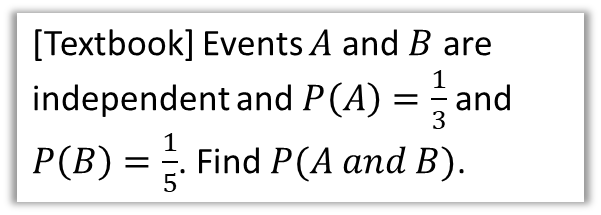 [Textbook] Events A and B are
independent and P(A) = 1/3 and
P(B) = 1/5. Find P(A and B).